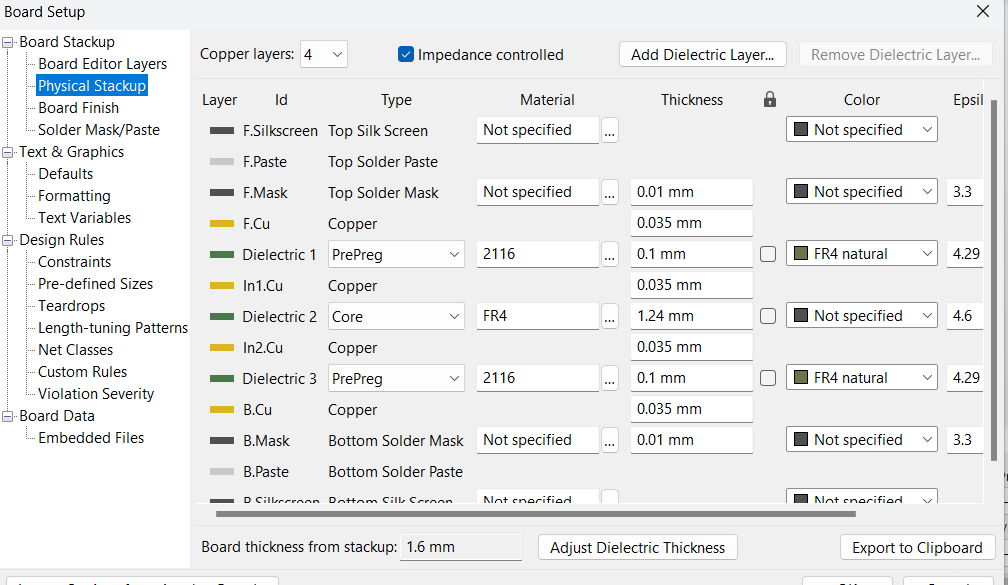 Board Setup
Board Stackup
Board Editor Layers
Physical Stackup
Board Finish
Solder Mask/Paste
Text & Graphics
Defaults
Formatting
Text Variables
Design Rules
Constraints
Pre-defined Sizes
Teardrops
Length-tuning Patterns
Net Classes
Custom Rules
Violation Severity
Board Data
Embedded Files
Copper layers: 4 Impedance controlled Add Dielectric Layer... Remove Dielectric Layer...
Layer Id Type Material Thickness Color Epsil
F.Silkscreen Top Silk Screen Not specified ... Not specified
F.Paste Top Solder Paste
F.Mask Top Solder Mask Not specified ... 0.01 mm Not specified 3.3
F.Cu Copper 0.035 mm
Dielectric 1 PrePreg 2116 ... 0.1 mm FR4 natural 4.29
In1.Cu Copper 0.035 mm
Dielectric 2 Core FR4 ... 1.24 mm Not specified 4.6
In2.Cu Copper 0.035 mm
Dielectric 3 PrePreg 2116 ... 0.1 mm FR4 natural 4.29
B.Cu Copper 0.035 mm
B.Mask Bottom Solder Mask Not specified ... 0.01 mm Not specified 3.3
B.Paste Bottom Solder Paste
B.Silkscreen Bottom Silk Screen Not specified Not specified
Board thickness from stackup: 1.6 mm Adjust Dielectric Thickness Export to Clipboard